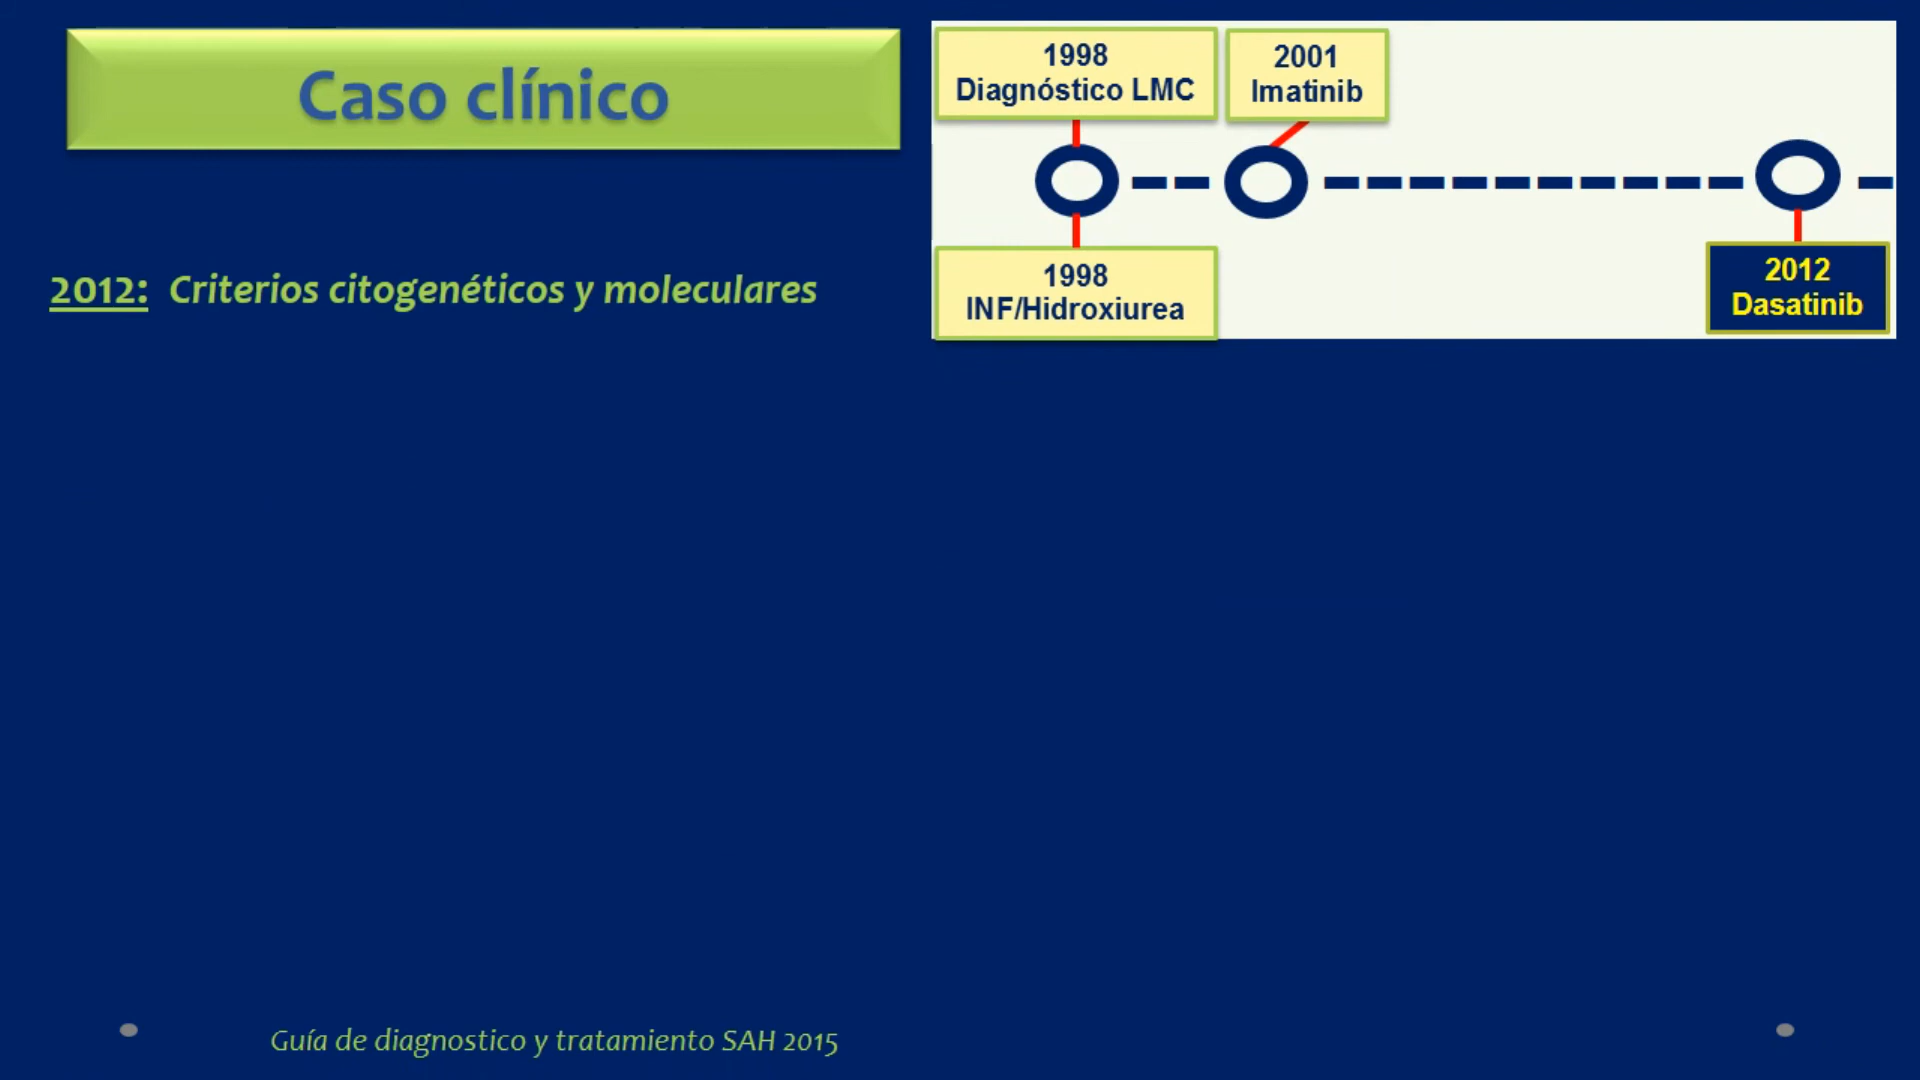 Caso clínico
1998
Diagnóstico LMC
2001
Imatinib
1998
INF/Hidroxiurea
2012
Dasatinib
2012: Criterios citogenéticos y moleculares
Guía de diagnostico y tratamiento SAH 2015